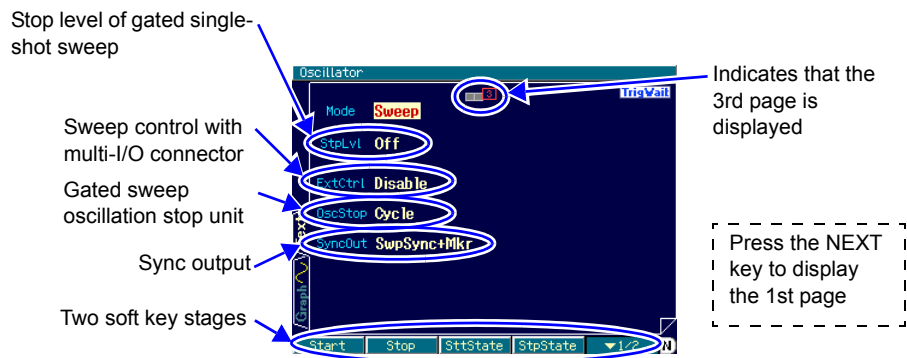 Stop level of gated single-
shot sweep
Oscillator
3
TrigWait
Indicates that the
3rd page is
displayed
Mode Sweep
StpLvl Off
Sweep control with
multi-I/O connector
ExtCtrl Disable
Gated sweep
oscillation stop unit
OscStop Cycle
Text
SyncOut SwpSync+Mkr
Sync output
Graph
Press the NEXT
key to display
the 1st page
Two soft key stages
Start Stop SttState StpState ▼1/2 N